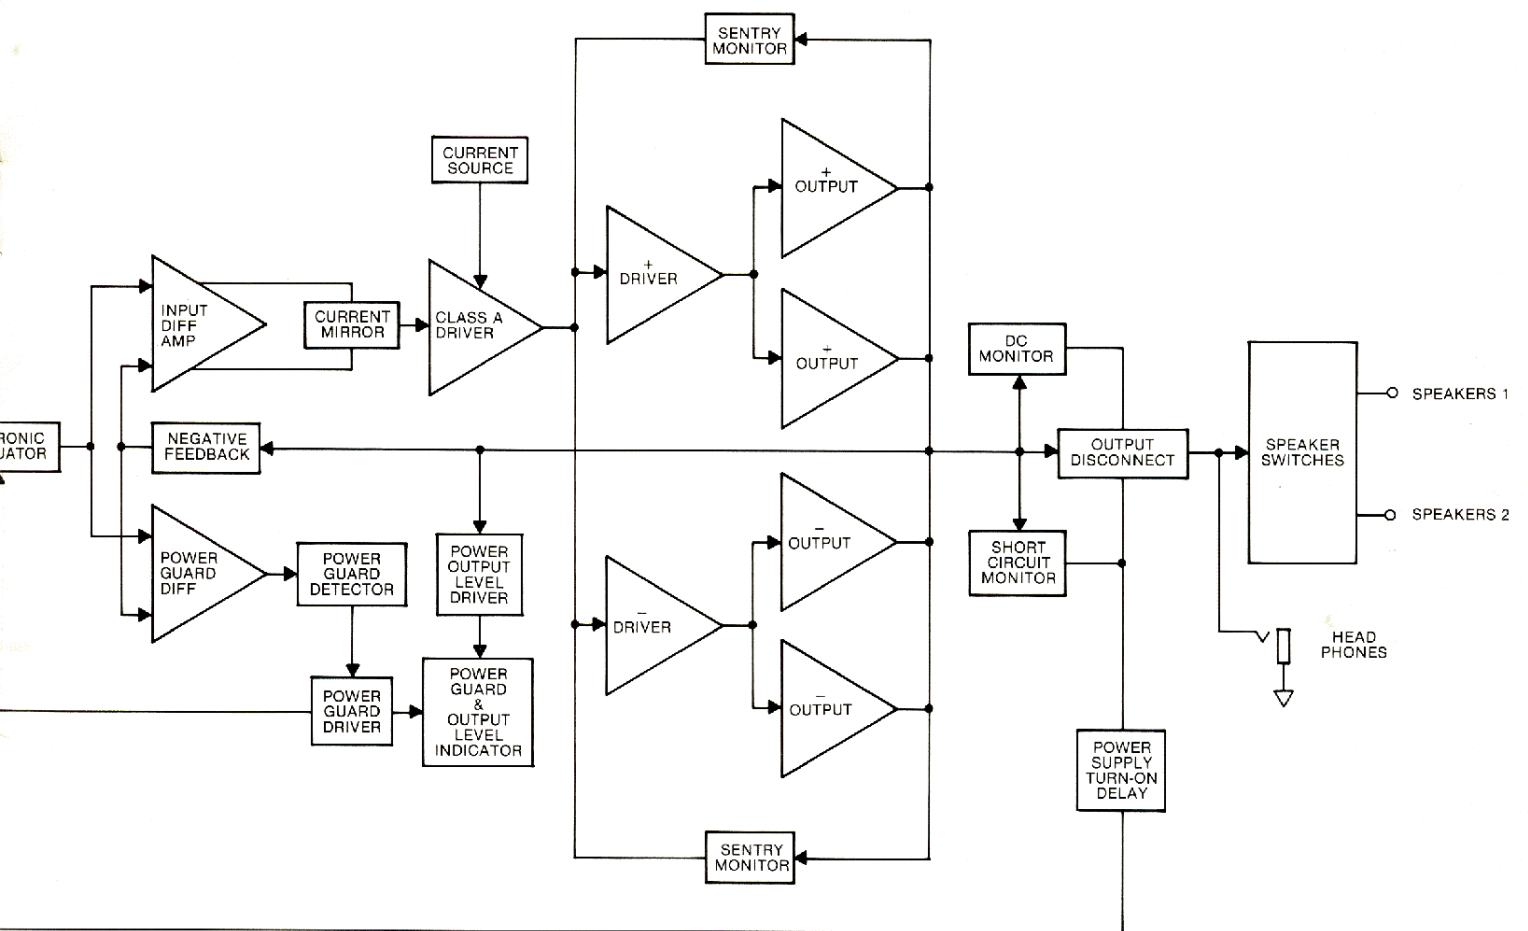 SENTRY
MONITOR
CURRENT
SOURCE
+
OUTPUT
+
DRIVER
INPUT
DIFF
AMP
CURRENT
MIRROR
CLASS A
DRIVER
+
OUTPUT
DC
MONITOR
SPEAKERS 1
RONIC
UATOR
NEGATIVE
FEEDBACK
OUTPUT
DISCONNECT
SPEAKER
SWITCHES
SPEAKERS 2
POWER
GUARD
DIFF
POWER
GUARD
DETECTOR
POWER
OUTPUT
LEVEL
DRIVER
–
OUTPUT
SHORT
CIRCUIT
MONITOR
–
DRIVER
HEAD
PHONES
POWER
GUARD
DRIVER
POWER
GUARD
&
OUTPUT
LEVEL
INDICATOR
–
OUTPUT
POWER
SUPPLY
TURN-ON
DELAY
SENTRY
MONITOR